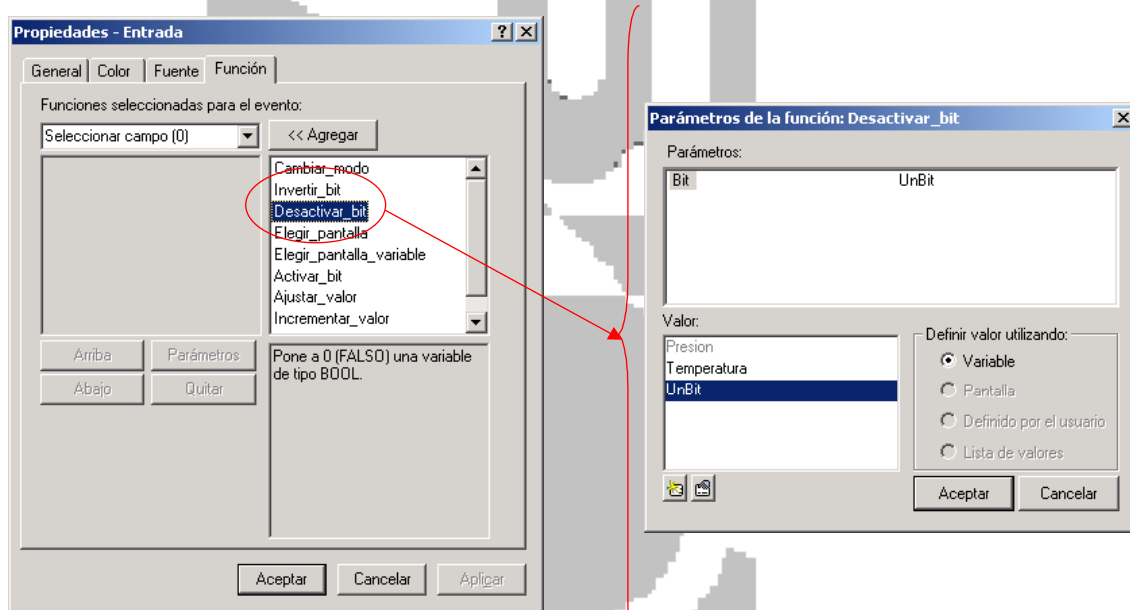 Propiedades - Entrada
General Color Fuente Función
Funciones seleccionadas para el evento:
Seleccionar campo (0) << Agregar
Cambiar_modo
Invertir_bit
Desactivar_bit
Elegir_pantalla
Elegir_pantalla_variable
Activar_bit
Ajustar_valor
Incrementar_valor
Arriba Parámetros
Abajo Quitar
Pone a 0 (FALSO) una variable
de tipo BOOL.
Aceptar Cancelar Aplicar
Parámetros de la función: Desactivar_bit
Parámetros:
Bit UnBit
Valor:
Presion
Temperatura
UnBit
Definir valor utilizando:
Variable
Pantalla
Definido por el usuario
Lista de valores
Aceptar Cancelar